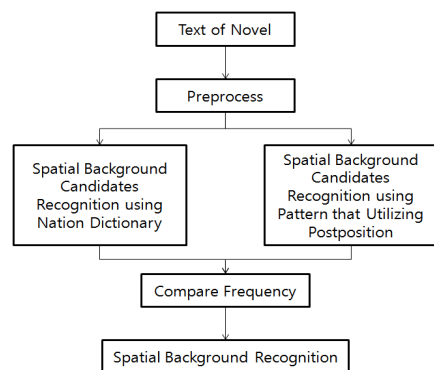 Text of Novel
Preprocess
Spatial Background
Candidates
Recognition using
Nation Dictionary
Spatial Background
Candidates
Recognition using
Pattern that Utilizing
Postposition
Compare Frequency
Spatial Background Recognition